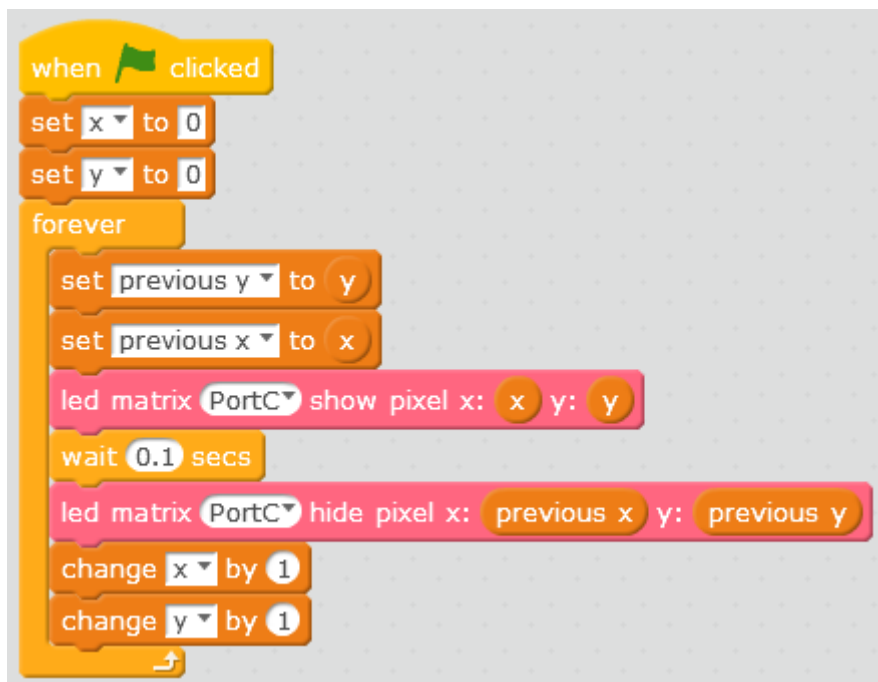 when clicked
set x to 0
set y to 0
forever
set previous y to y
set previous x to x
led matrix PortC show pixel x: x y: y
wait 0.1 secs
led matrix PortC hide pixel x: previous x y: previous y
change x by 1
change y by 1